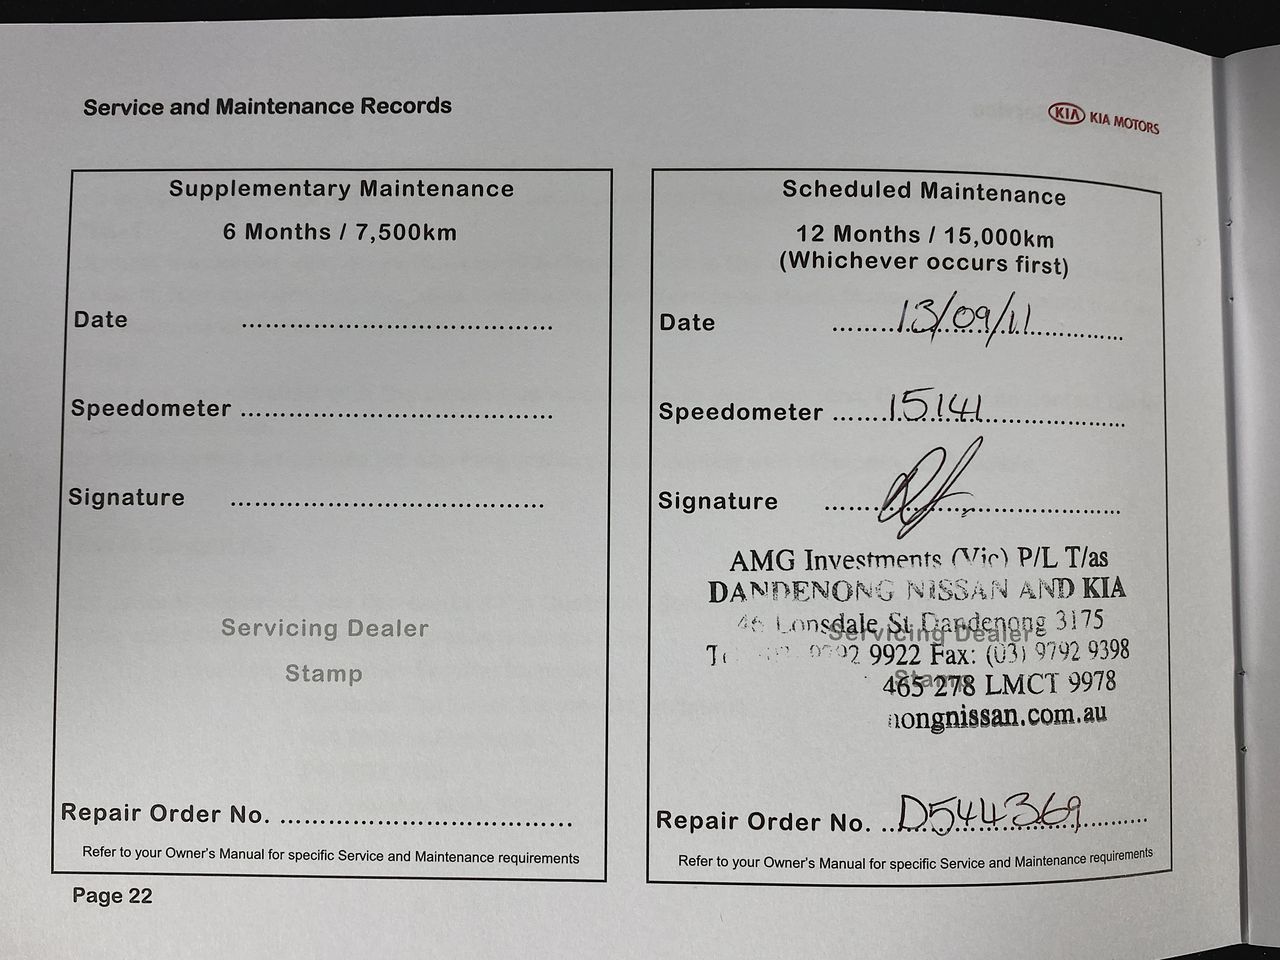 Service and Maintenance Records
KIA KIA MOTORS
Supplementary Maintenance
6 Months / 7,500km
Date ......................................
Speedometer ......................................
Signature ......................................
Servicing Dealer
Stamp
Repair Order No. ....................................
Refer to your Owner's Manual for specific Service and Maintenance requirements
Page 22
Scheduled Maintenance
12 Months / 15,000km
(Whichever occurs first)
Date 13/09/11
Speedometer 15141
Signature
AMG Investments (Vic) P/L T/as
DANDENONG NISSAN AND KIA
46 Lonsdale St Dandenong 3175
Servicing Dealer
9792 9922 Fax: (03) 9792 9398
Stamp
465 278 LMCT 9978
nongnissan.com.au
Repair Order No. D544369
Refer to your Owner's Manual for specific Service and Maintenance requirements